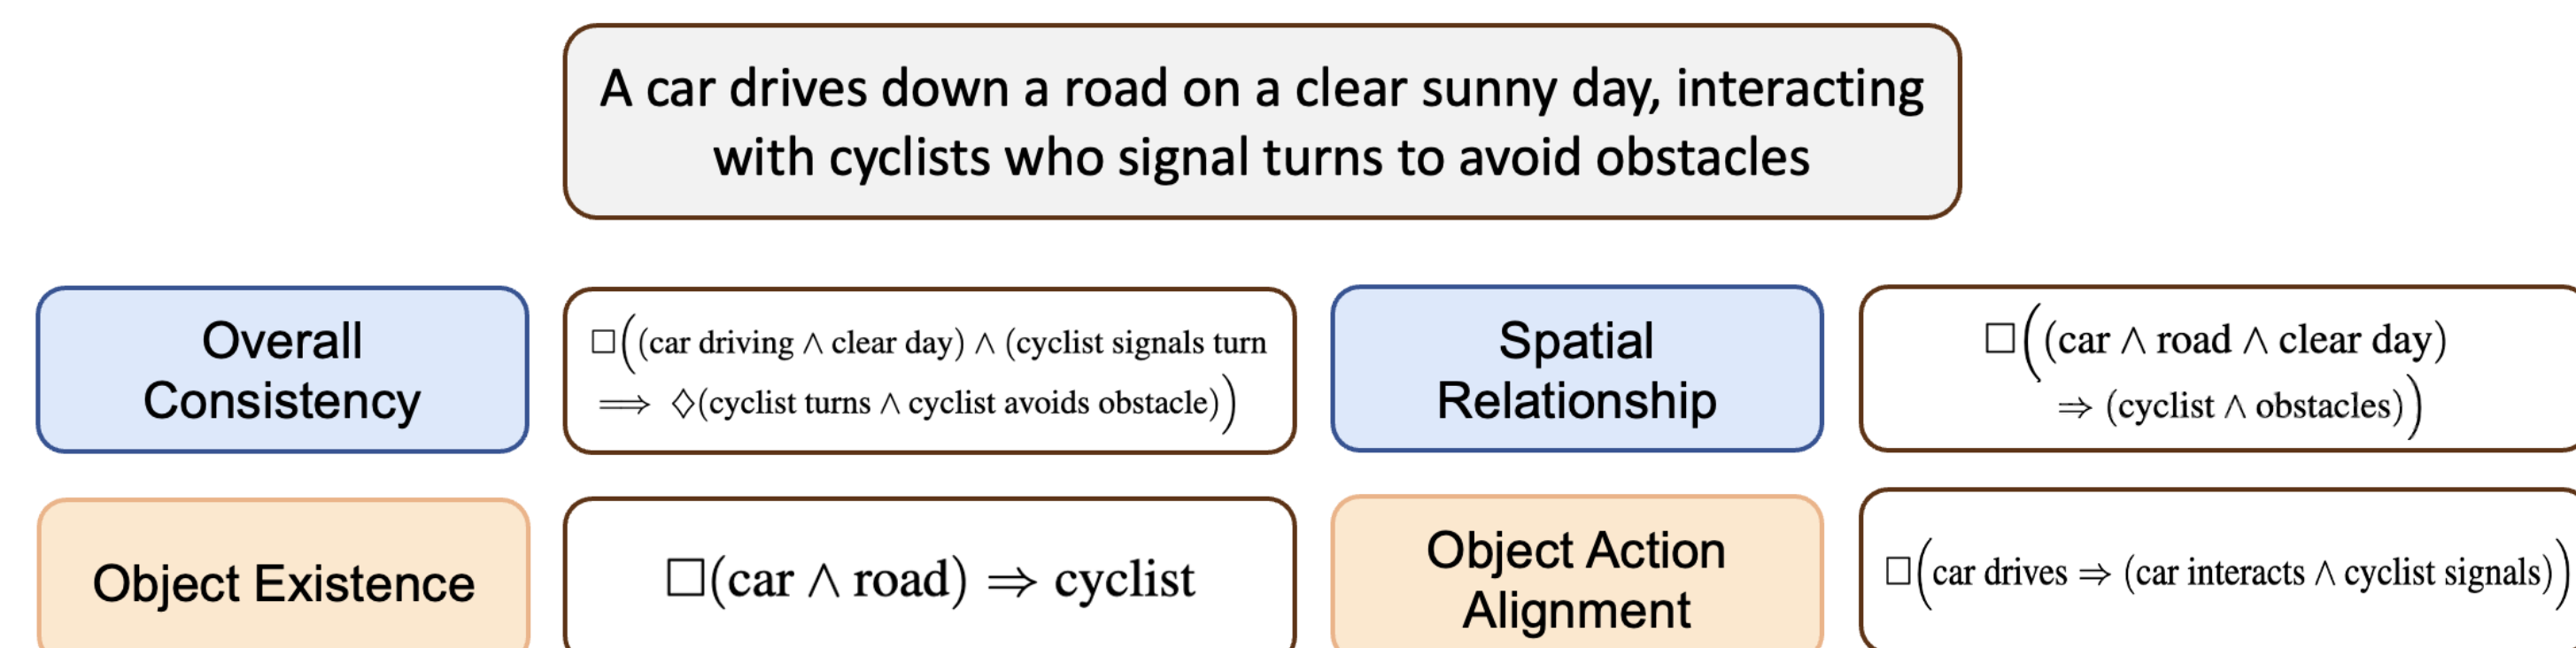 A car drives down a road on a clear sunny day, interacting
with cyclists who signal turns to avoid obstacles
Overall
Consistency
□((car driving ∧ clear day) ∧ (cyclist signals turn
⟹ ◇(cyclist turns ∧ cyclist avoids obstacle))
Spatial
Relationship
□((car ∧ road ∧ clear day)
⇒ (cyclist ∧ obstacles))
Object Existence
□(car ∧ road) ⇒ cyclist
Object Action
Alignment
□(car drives ⇒ (car interacts ∧ cyclist signals))